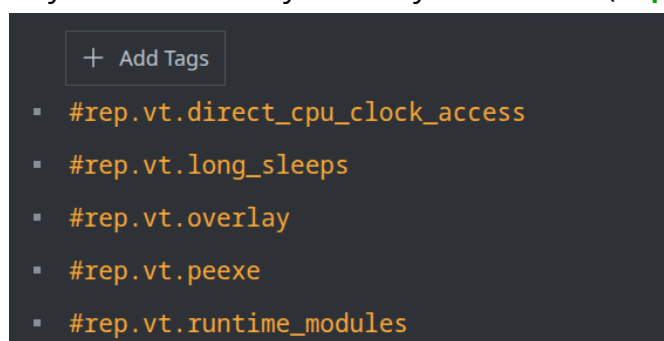 + Add Tags
#rep.vt.direct_cpu_clock_access
#rep.vt.long_sleeps
#rep.vt.overlay
#rep.vt.peexe
#rep.vt.runtime_modules